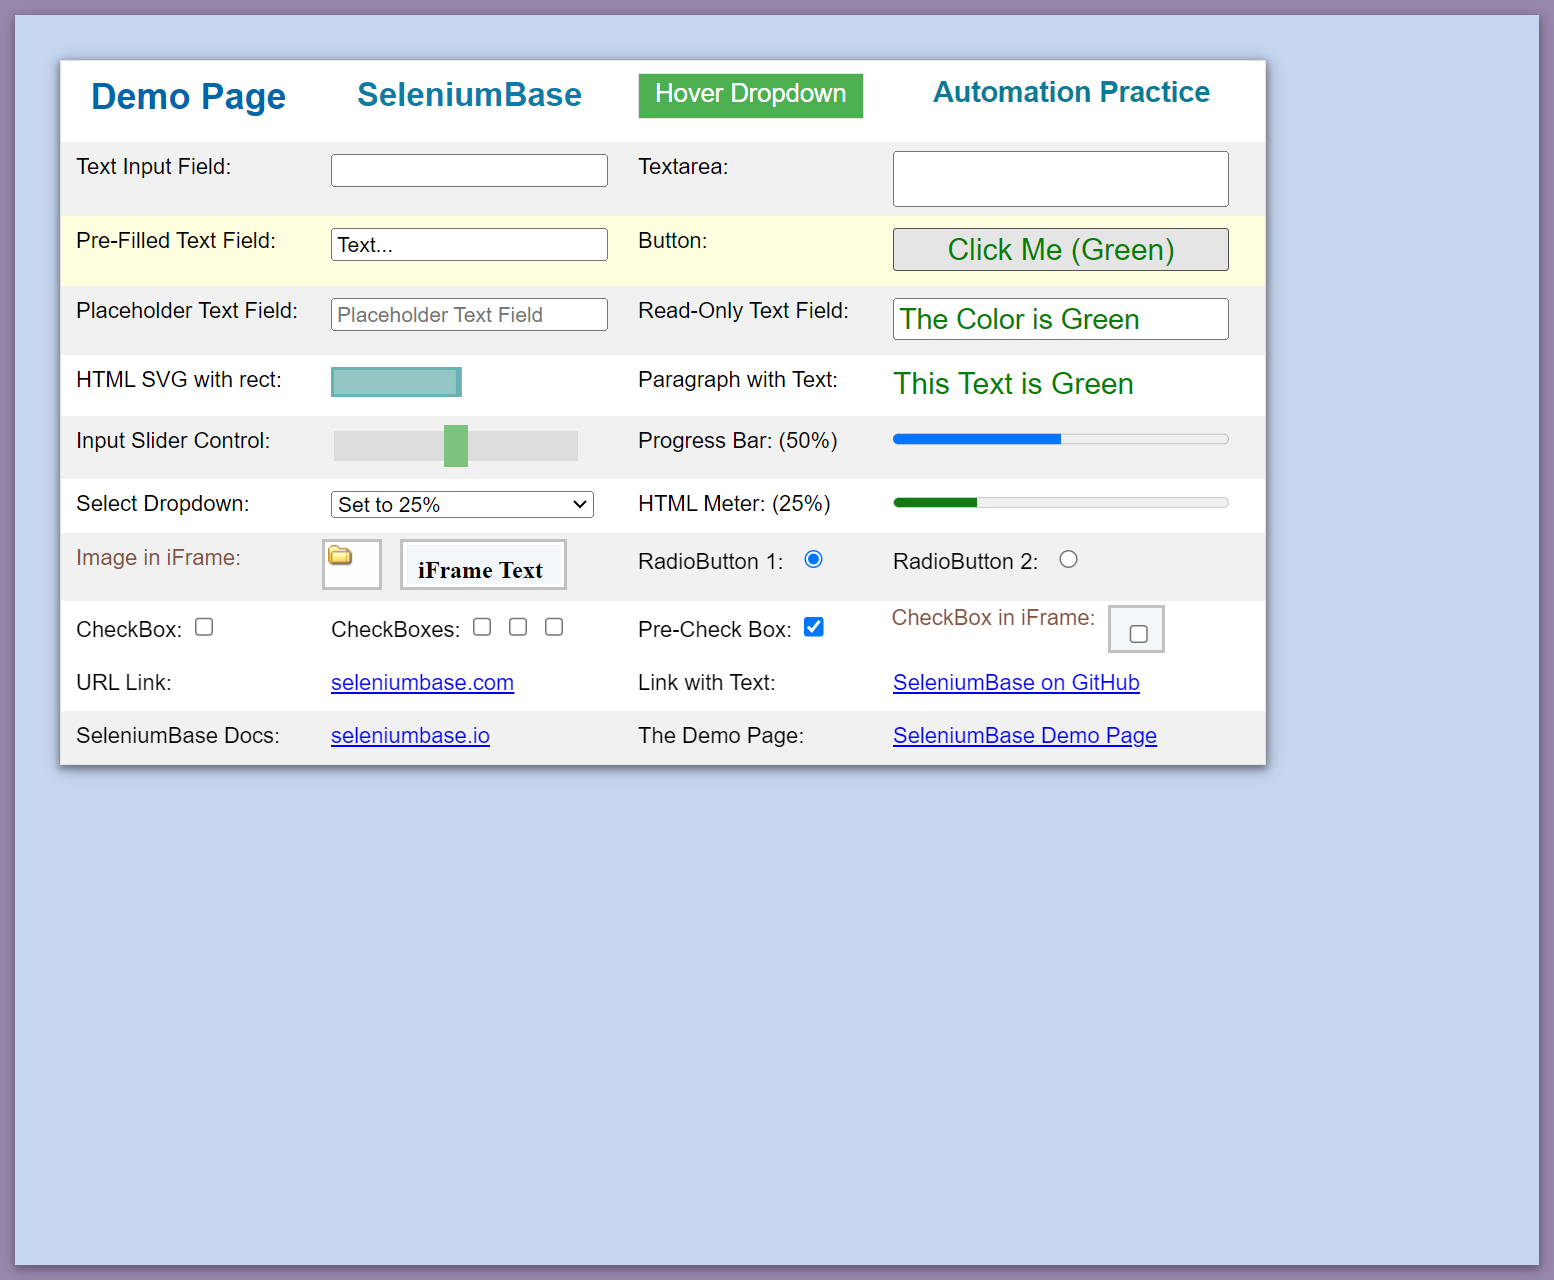 Demo Page SeleniumBase Hover Dropdown Automation Practice
Text Input Field: Textarea:
Pre-Filled Text Field: Text... Button: Click Me (Green)
Placeholder Text Field: Placeholder Text Field Read-Only Text Field: The Color is Green
HTML SVG with rect: Paragraph with Text: This Text is Green
Input Slider Control: Progress Bar: (50%)
Select Dropdown: Set to 25% HTML Meter: (25%)
Image in iFrame: iFrame Text RadioButton 1: RadioButton 2:
CheckBox: CheckBoxes: Pre-Check Box: CheckBox in iFrame:
URL Link: seleniumbase.com Link with Text: SeleniumBase on GitHub
SeleniumBase Docs: seleniumbase.io The Demo Page: SeleniumBase Demo Page